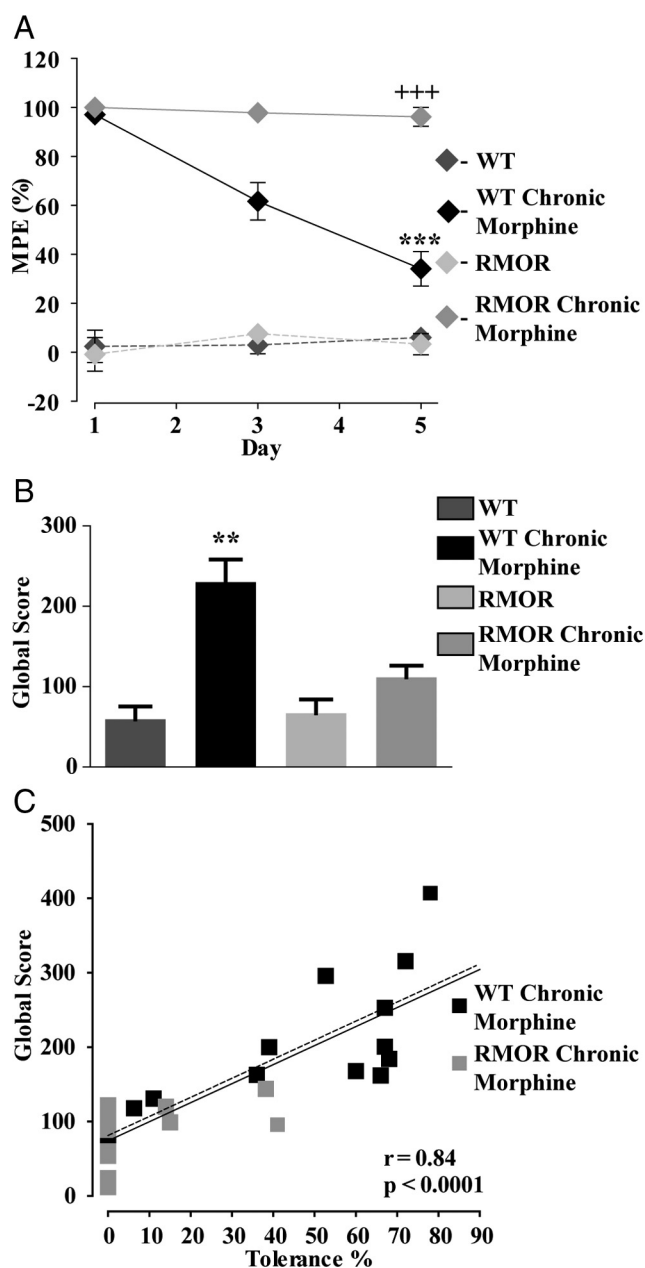 A
120
100
80
60
40
20
0
-20
MPE (%)
1 2 3 4 5
Day
+++
***
WT
WT Chronic
Morphine
RMOR
RMOR Chronic
Morphine
B
300
200
100
0
Global Score
**
WT
WT Chronic
Morphine
RMOR
RMOR Chronic
Morphine
C
500
400
300
200
100
0
Global Score
WT Chronic
Morphine
RMOR Chronic
Morphine
r = 0.84
p < 0.0001
0 10 20 30 40 50 60 70 80 90
Tolerance %